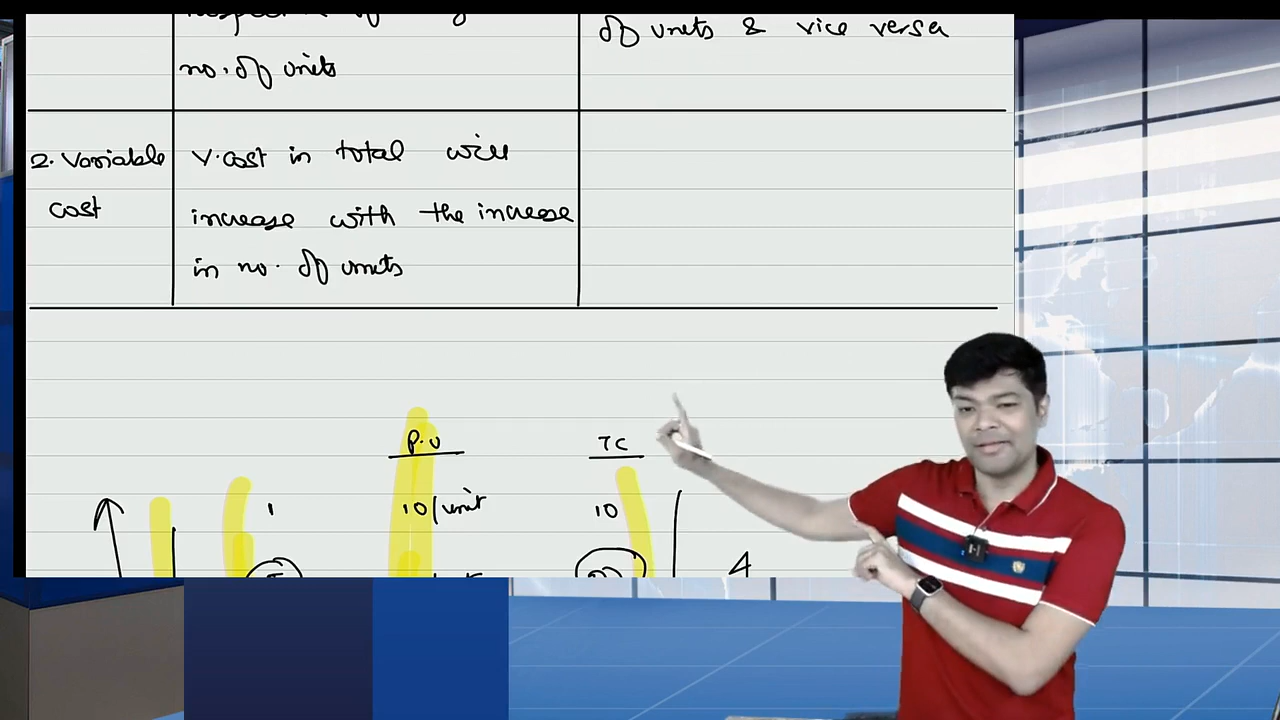 of units & vice versa
no. of units
2. Variable
cost
V. cost in total will
increase with the increase
in no. of units
P.U
TC
1
10/unit
10
4